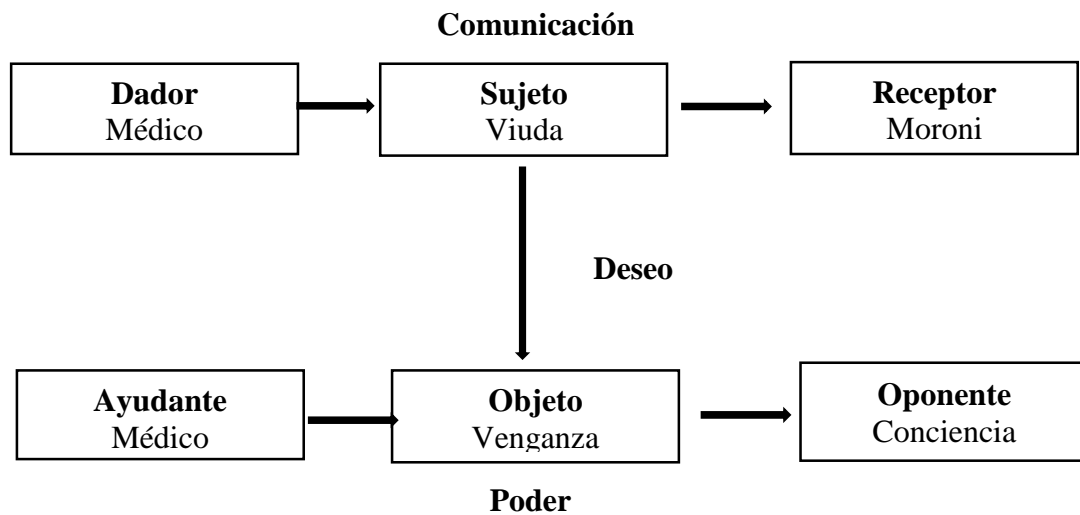 Comunicación
Dador
Médico
Sujeto
Viuda
Receptor
Moroni
Deseo
Ayudante
Médico
Objeto
Venganza
Oponente
Conciencia
Poder